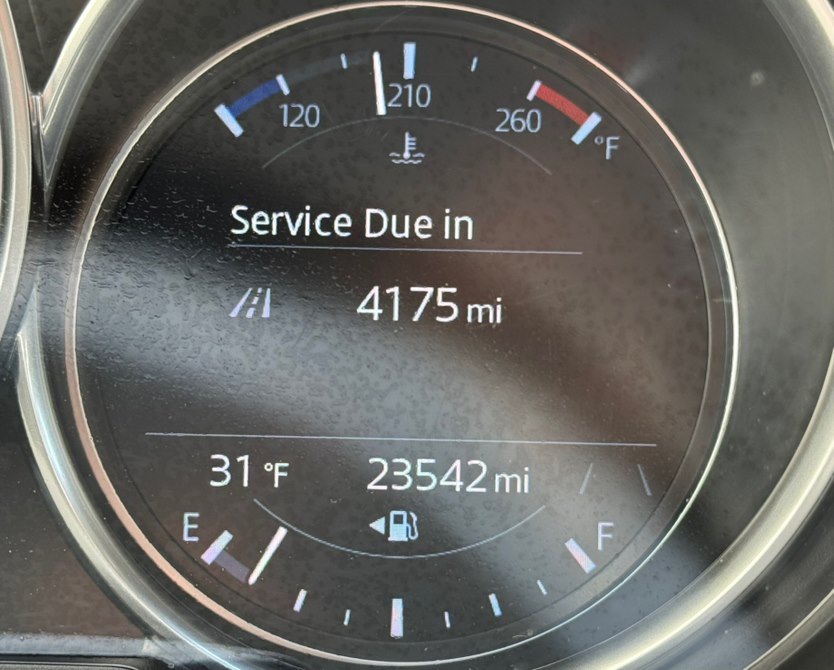 120 210 260 °F
Service Due in
4175 mi
31 °F 23542 mi
E F